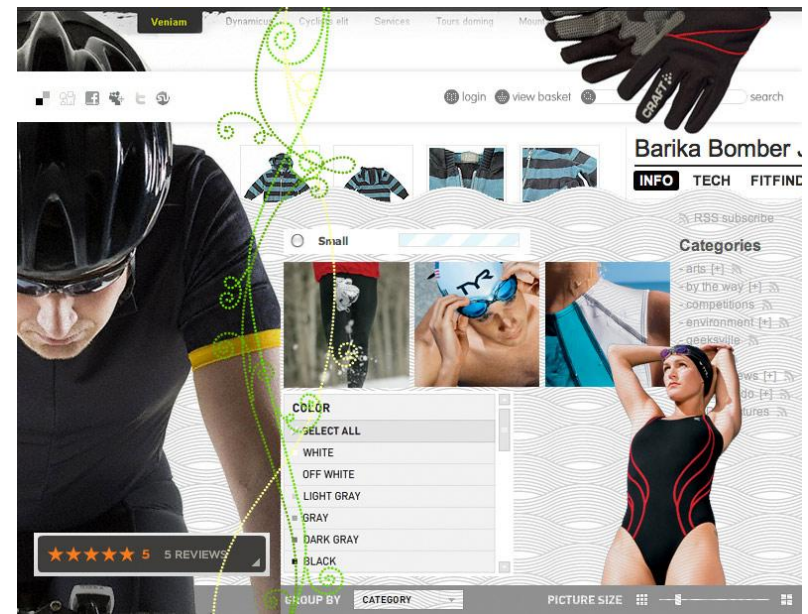 Veniam Dynamicus Cycling elit Services Tours doming
login view basket search
CRAFT
Barika Bomber
INFO TECH FITFIND
RSS subscribe
Small
Categories
- arts [+]
- by the way [+]
- competitions
- environment [+]
- geeksville
TYR
COLOR
SELECT ALL
WHITE
OFF WHITE
LIGHT GRAY
GRAY
DARK GRAY
BLACK
5 5 REVIEWS
GROUP BY CATEGORY PICTURE SIZE